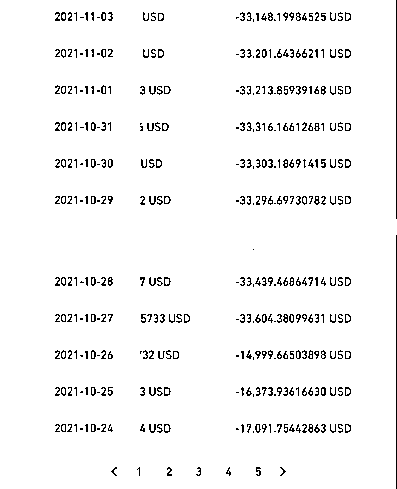 2021-11-03 USD -33,148.19984525 USD
2021-11-02 USD -33,201.64366211 USD
2021-11-01 3 USD -33,213.85939168 USD
2021-10-31 USD -33,316.16612681 USD
2021-10-30 USD -33,303.18691415 USD
2021-10-29 2 USD -33,296.69730782 USD
2021-10-28 7 USD -33,439.46864714 USD
2021-10-27 5733 USD -33,604.38099631 USD
2021-10-26 32 USD -14,999.66503898 USD
2021-10-25 3 USD -16,373.93616630 USD
2021-10-24 4 USD -17,091.75442863 USD
< 1 2 3 4 5 >